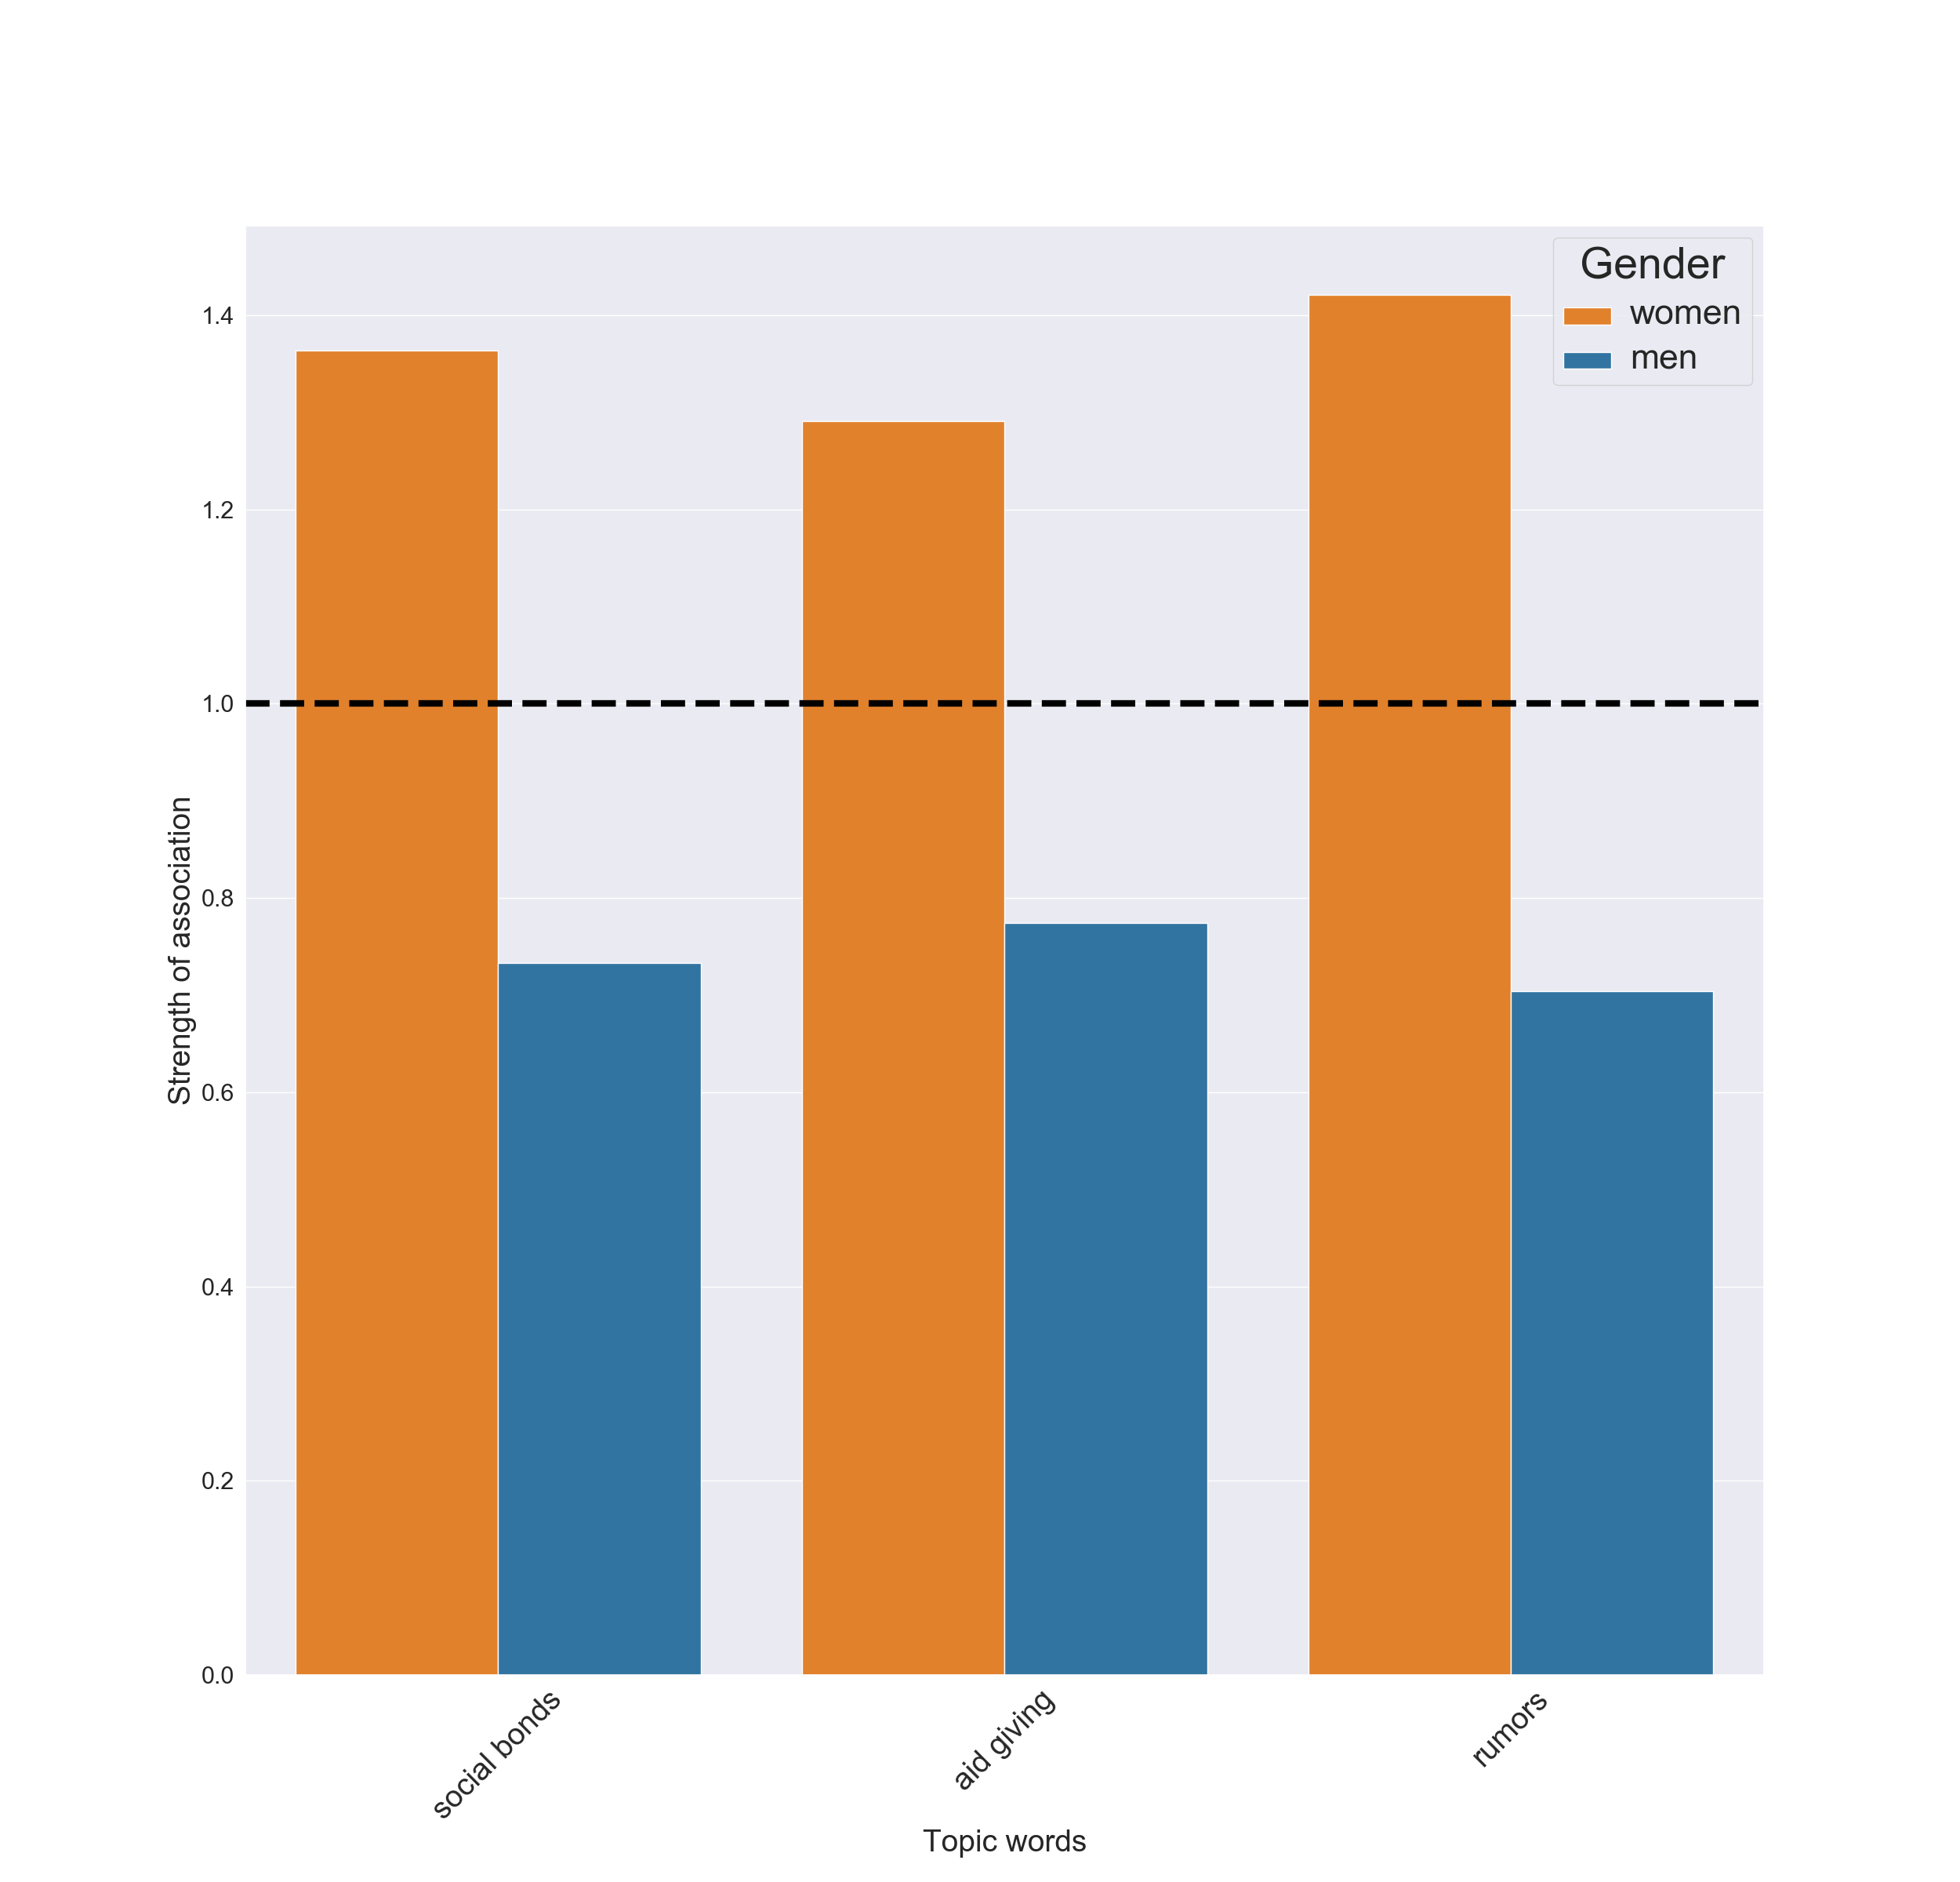 Gender
women
men
1.4
1.2
1.0
0.8
0.6
0.4
0.2
0.0
Strength of association
social bonds
aid giving
rumors
Topic words